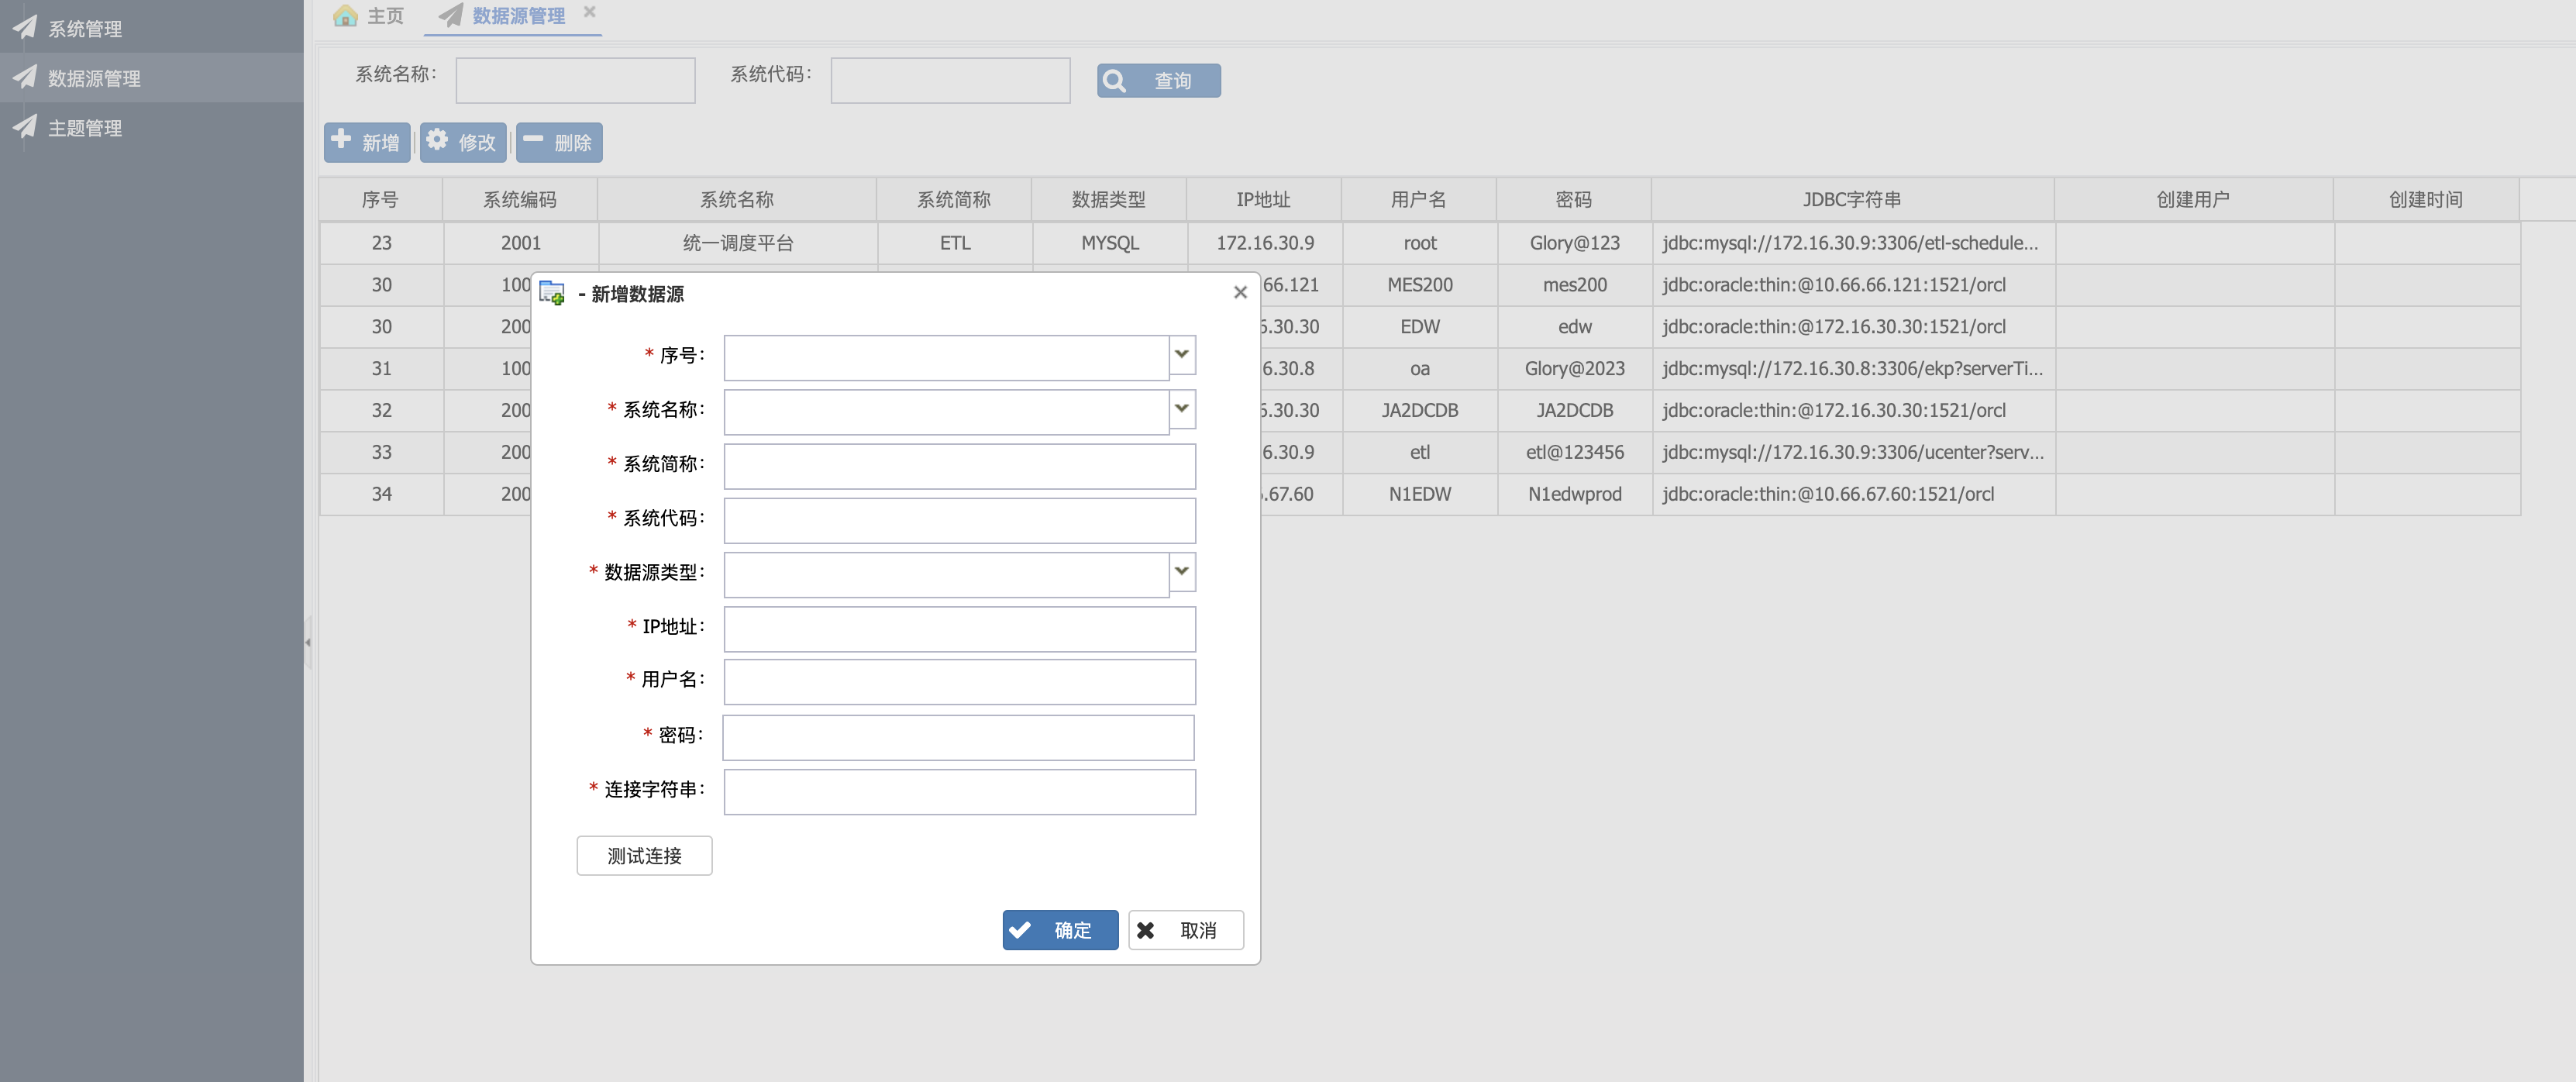 系统管理
数据源管理
主题管理
主页 数据源管理
系统名称： 系统代码： 查询
新增 修改 删除
序号 系统编码 系统名称 系统简称 数据类型 IP地址 用户名 密码 JDBC字符串 创建用户 创建时间
23 2001 统一调度平台 ETL MYSQL 172.16.30.9 root Glory@123 jdbc:mysql://172.16.30.9:3306/etl-schedule...
30 100 66.121 MES200 mes200 jdbc:oracle:thin:@10.66.66.121:1521/orcl
30 200 .30.30 EDW edw jdbc:oracle:thin:@172.16.30.30:1521/orcl
31 100 6.30.8 oa Glory@2023 jdbc:mysql://172.16.30.8:3306/ekp?serverTi...
32 200 .30.30 JA2DCDB JA2DCDB jdbc:oracle:thin:@172.16.30.30:1521/orcl
33 200 6.30.9 etl etl@123456 jdbc:mysql://172.16.30.9:3306/ucenter?serv...
34 200 .67.60 N1EDW N1edwprod jdbc:oracle:thin:@10.66.67.60:1521/orcl
- 新增数据源
* 序号：
* 系统名称：
* 系统简称：
* 系统代码：
* 数据源类型：
* IP地址：
* 用户名：
* 密码：
* 连接字符串：
测试连接
确定 取消